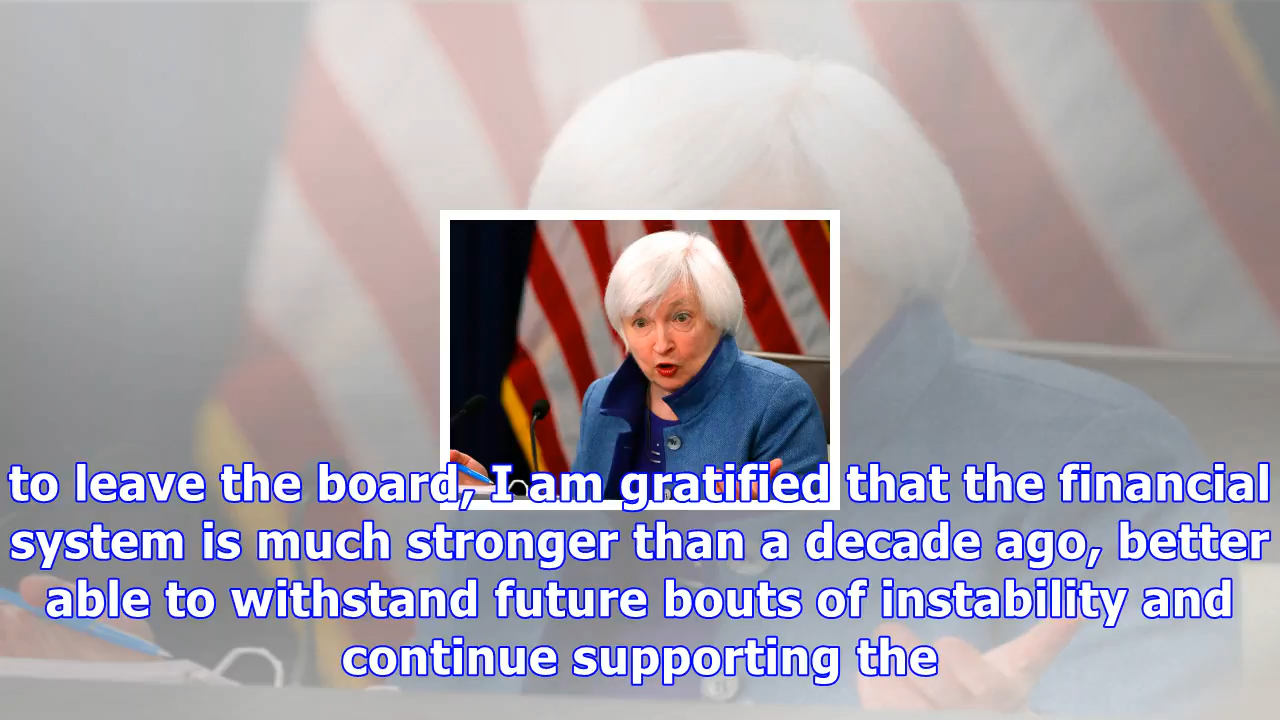 to leave the board, I am gratified that the financial
system is much stronger than a decade ago, better
able to withstand future bouts of instability and
continue supporting the